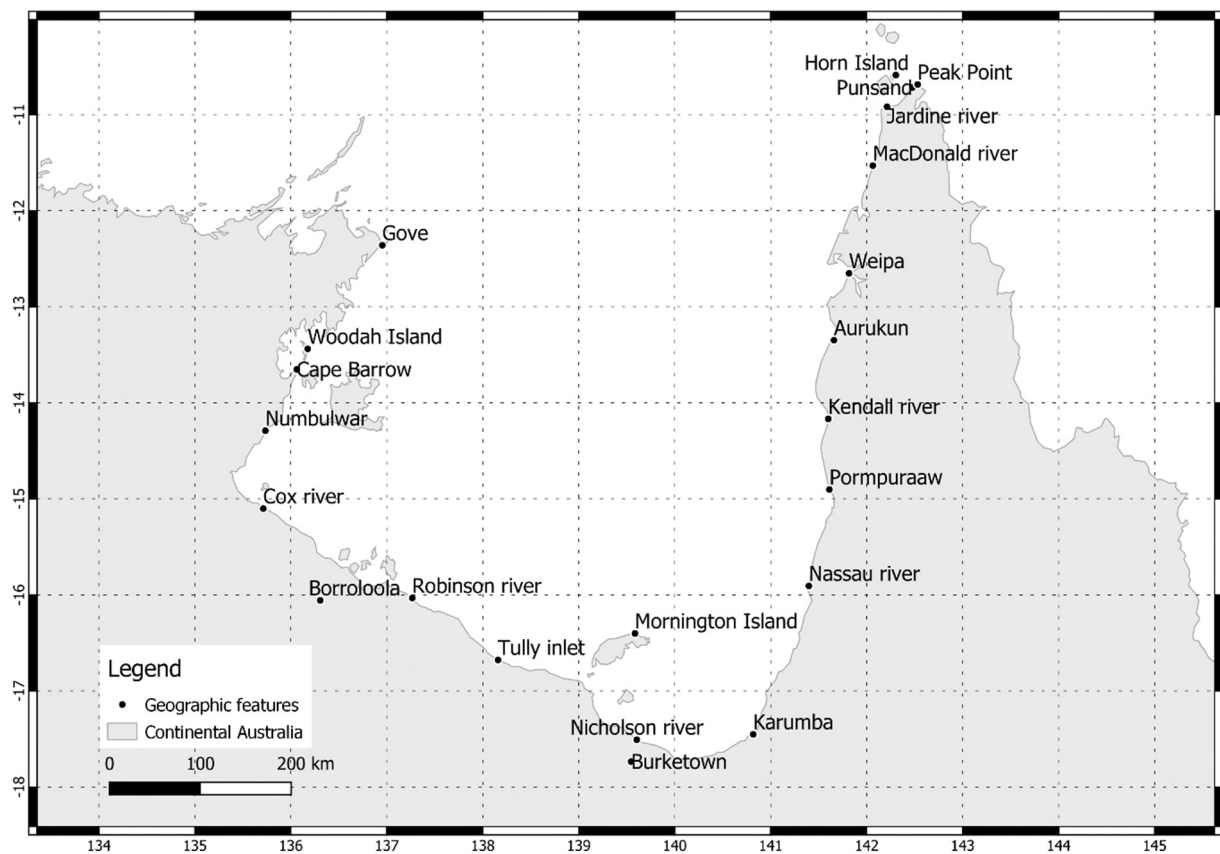 Horn Island
Peak Point
Punsand
Jardine river
MacDonald river
Gove
Weipa
Woodah Island
Aurukun
Cape Barrow
Numbulwar
Kendall river
Pormpuraaw
Cox river
Nassau river
Borroloola
Robinson river
Mornington Island
Tully inlet
Nicholson river
Karumba
Burketown
Legend
Geographic features
Continental Australia
0 100 200 km
-11
-12
-13
-14
-15
-16
-17
-18
134 135 136 137 138 139 140 141 142 143 144 145